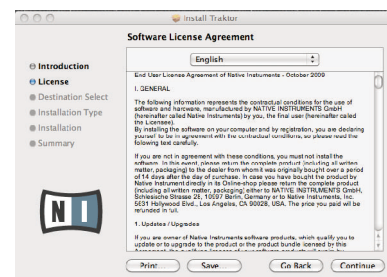 Install Traktor
Software License Agreement
English
Introduction
License
Destination Select
Installation Type
Installation
Summary
NI
End User License Agreement of Native Instruments - October 2009
I. GENERAL
The following information represents the contractual conditions for the use of
software and hardware, manufactured by NATIVE INSTRUMENTS GmbH
(hereinafter called Native Instruments) by you, the final user (hereinafter called
the Licensee).
By installing the software on your computer and by registration, you are declaring
yourself to be in agreement with the contractual conditions, so please read the
following text carefully.
If you are not in agreement with these conditions, you must not install the
software. In this event, please return the complete product (including all written
matter, packaging) to the dealer from whom it was originally bought over a period
of 14 days after the day of purchase. In case you have bought the product by
Native Instrument directly in its Online-shop please return the complete product
(including all written matter, packaging) either to NATIVE INSTRUMENTS GmbH,
Schlesische Strasse 28, 10997 Berlin, Germany or to Native Instruments, Inc.
5631 Hollywood Blvd., Los Angeles, CA 90028, USA. The price you paid will be
refunded in full.
1. Updates / Upgrades
If you are owner of Native Instruments software products, which qualify you to
update or to upgrade to the product or the product bundle licensed by this
Print...
Save...
Go Back
Continue